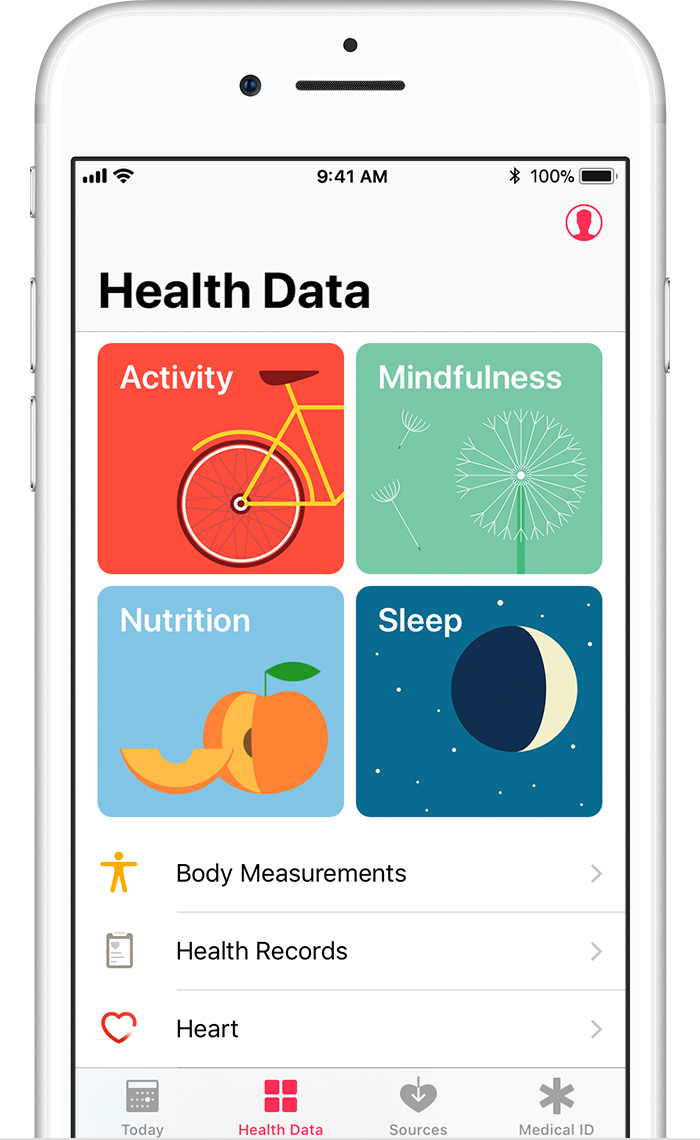 9:41 AM
100%
Health Data
Activity
Mindfulness
Nutrition
Sleep
Body Measurements
Health Records
Heart
Today
Health Data
Sources
Medical ID